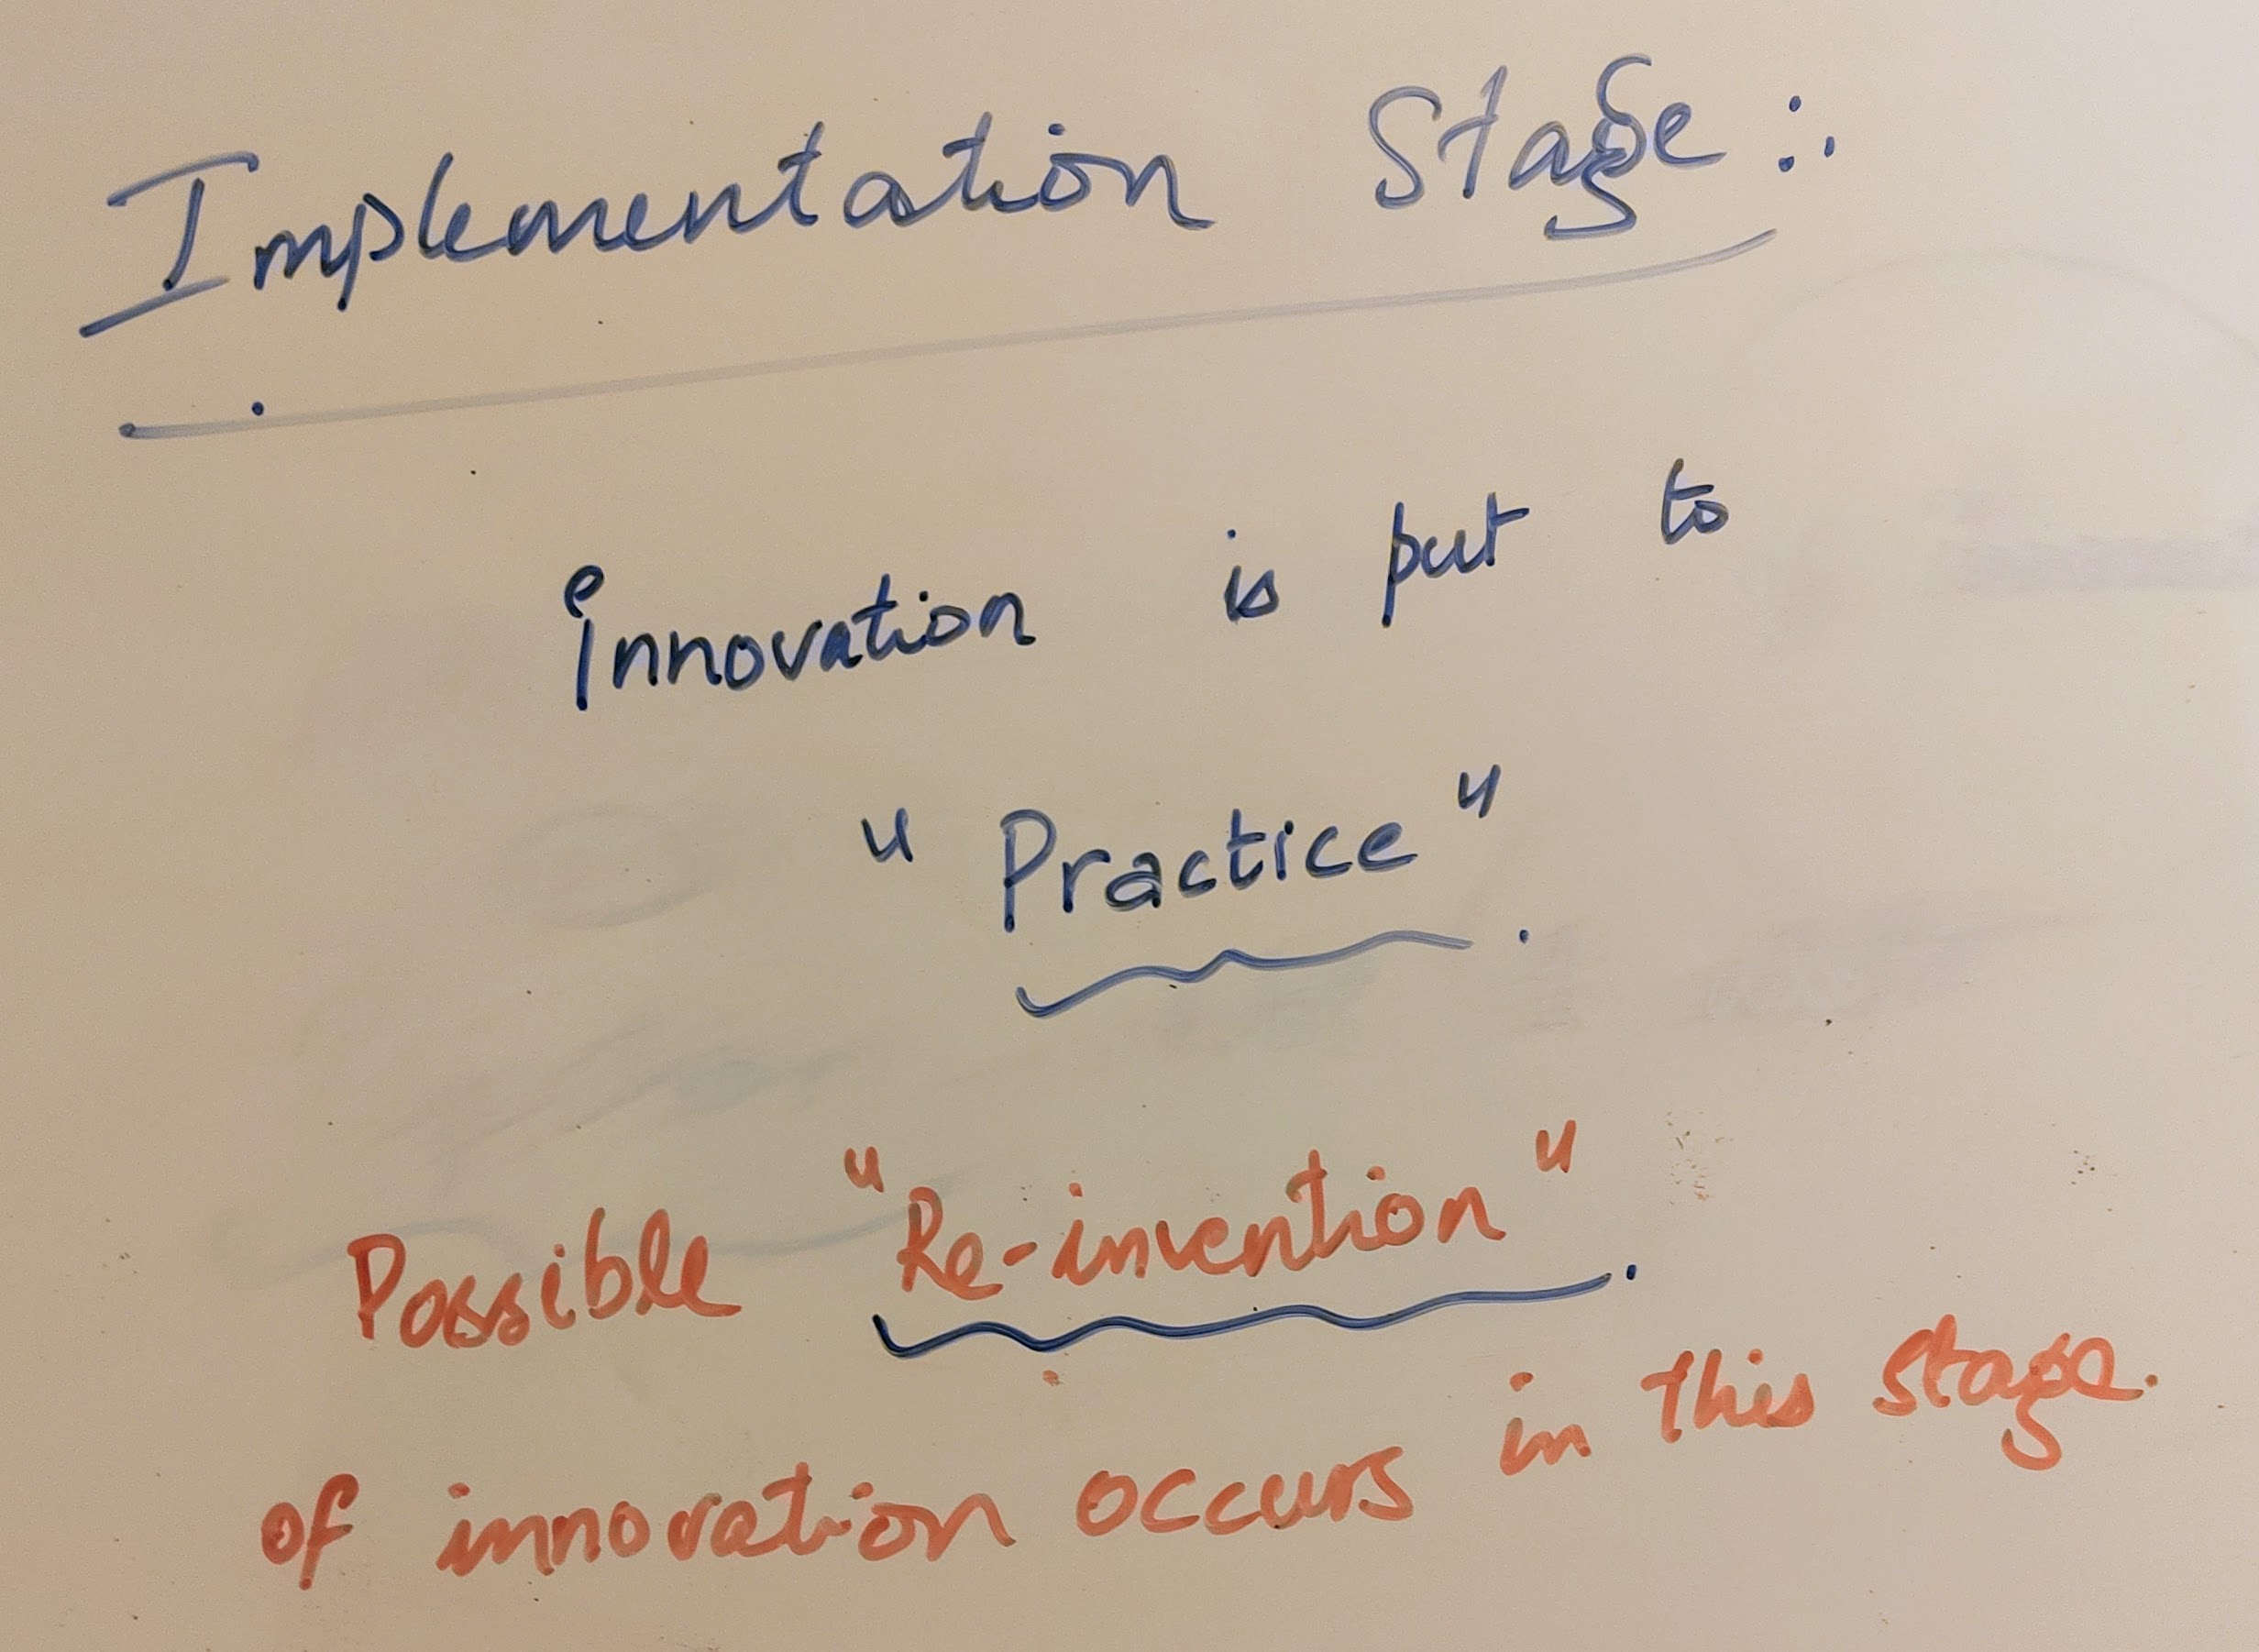 Implementation Stage :.
Innovation is put to
"Practice".
Possible "Re-invention".
of innovation occurs in this stage.